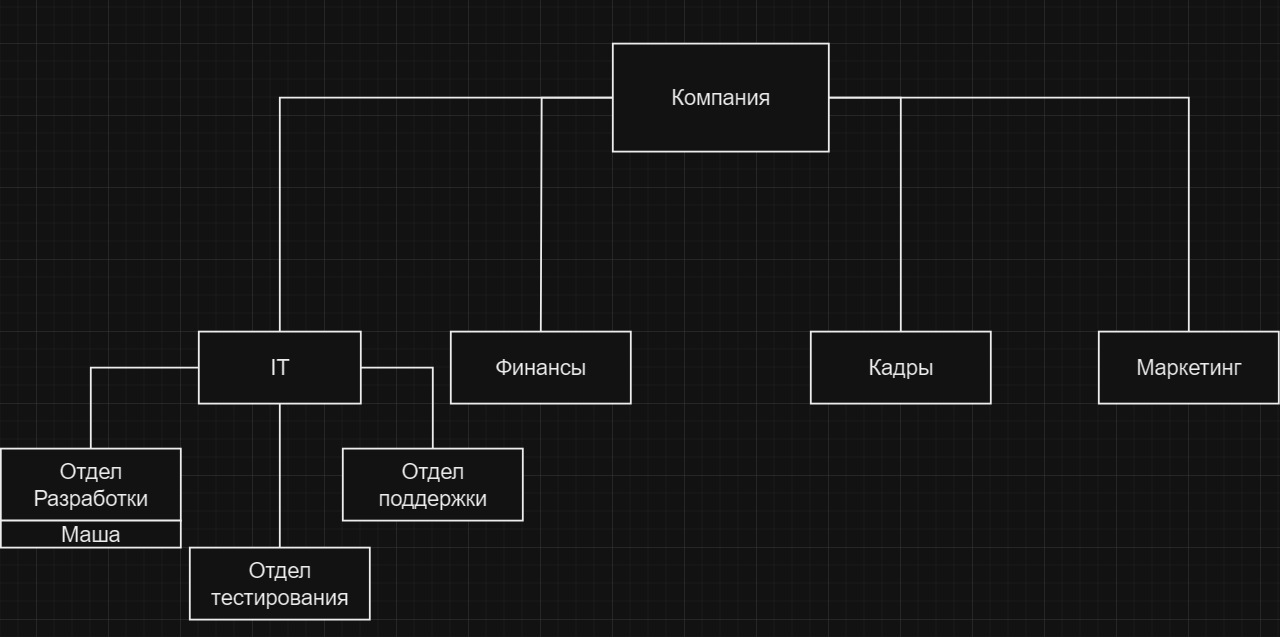 Компания
IT
Финансы
Кадры
Маркетинг
Отдел
Разработки
Маша
Отдел
поддержки
Отдел
тестирования